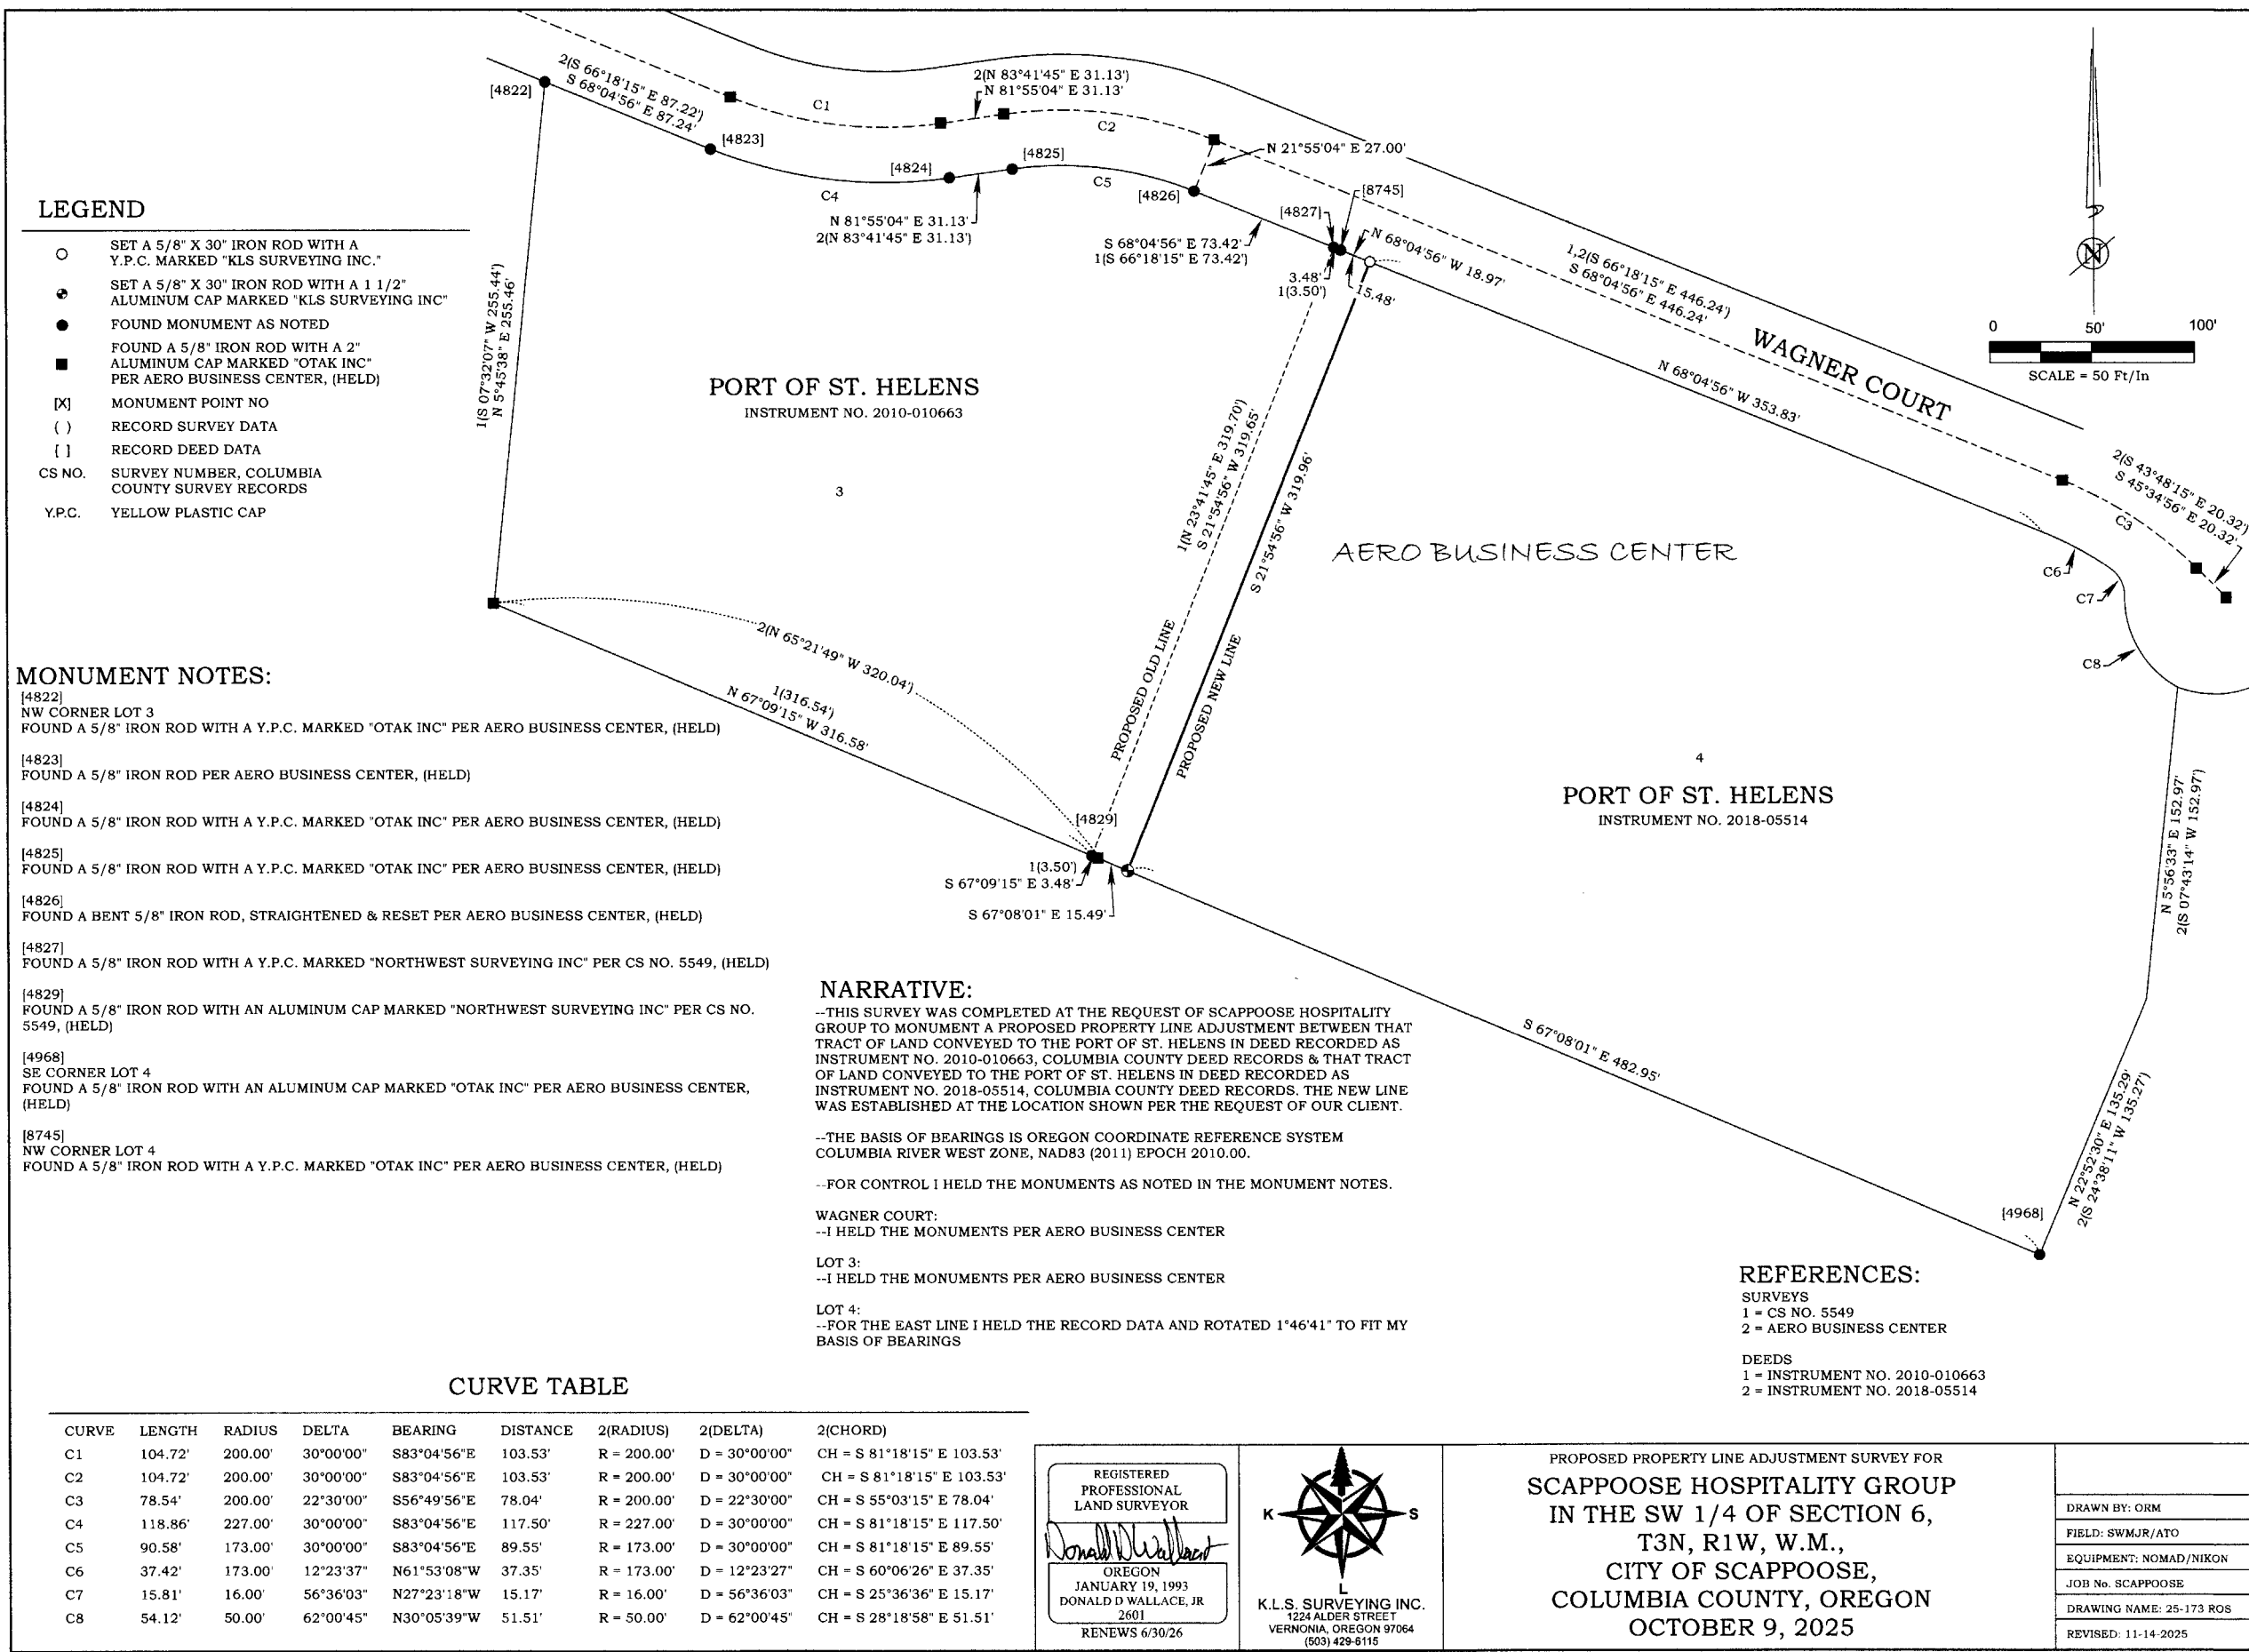 [4822]
2(S 66°18'15" E 87.22')
S 68°04'56" E 87.24'
[4823]
C1
2(N 83°41'45" E 31.13')
N 81°55'04" E 31.13'
C2
[4824]
[4825]
C4
C5
N 81°55'04" E 31.13'
2(N 83°41'45" E 31.13')
N 21°55'04" E 27.00'
[4826]
[8745]
[4827]
S 68°04'56" E 73.42'
1(S 66°18'15" E 73.42')
N 68°04'56" W 18.97'
3.48'
1(3.50')
15.48'
1,2(S 66°18'15" E 446.24')
S 68°04'56" E 446.24'
WAGNER COURT
N 68°04'56" W 353.83'
N
0 50' 100'
SCALE = 50 Ft/In
2(S 43°48'15" E 20.32')
S 45°34'56" E 20.32'
C3
C6
C7
C8
LEGEND
SET A 5/8" X 30" IRON ROD WITH A
Y.P.C. MARKED "KLS SURVEYING INC."
SET A 5/8" X 30" IRON ROD WITH A 1 1/2"
ALUMINUM CAP MARKED "KLS SURVEYING INC"
FOUND MONUMENT AS NOTED
FOUND A 5/8" IRON ROD WITH A 2"
ALUMINUM CAP MARKED "OTAK INC"
PER AERO BUSINESS CENTER, (HELD)
[X] MONUMENT POINT NO
( ) RECORD SURVEY DATA
[ ] RECORD DEED DATA
CS NO. SURVEY NUMBER, COLUMBIA
COUNTY SURVEY RECORDS
Y.P.C. YELLOW PLASTIC CAP
1(S 07°32'07" W 255.44')
N 5°45'38" E 255.46'
PORT OF ST. HELENS
INSTRUMENT NO. 2010-010663
3
1(N 23°41'45" E 319.70')
S 21°54'56" W 319.65'
S 21°54'56" W 319.96'
PROPOSED OLD LINE
PROPOSED NEW LINE
AERO BUSINESS CENTER
2(N 65°21'49" W 320.04')
1(316.54')
N 67°09'15" W 316.58'
4
PORT OF ST. HELENS
INSTRUMENT NO. 2018-05514
[4829]
1(3.50')
S 67°09'15" E 3.48'
S 67°08'01" E 15.49'
S 67°08'01" E 482.95'
N 5°56'33" E 152.97'
2(S 07°43'14" W 152.97')
N 22°52'30" E 135.29'
2(S 24°38'11" W 135.27')
[4968]
MONUMENT NOTES:
[4822]
NW CORNER LOT 3
FOUND A 5/8" IRON ROD WITH A Y.P.C. MARKED "OTAK INC" PER AERO BUSINESS CENTER, (HELD)
[4823]
FOUND A 5/8" IRON ROD PER AERO BUSINESS CENTER, (HELD)
[4824]
FOUND A 5/8" IRON ROD WITH A Y.P.C. MARKED "OTAK INC" PER AERO BUSINESS CENTER, (HELD)
[4825]
FOUND A 5/8" IRON ROD WITH A Y.P.C. MARKED "OTAK INC" PER AERO BUSINESS CENTER, (HELD)
[4826]
FOUND A BENT 5/8" IRON ROD, STRAIGHTENED & RESET PER AERO BUSINESS CENTER, (HELD)
[4827]
FOUND A 5/8" IRON ROD WITH A Y.P.C. MARKED "NORTHWEST SURVEYING INC" PER CS NO. 5549, (HELD)
[4829]
FOUND A 5/8" IRON ROD WITH AN ALUMINUM CAP MARKED "NORTHWEST SURVEYING INC" PER CS NO.
5549, (HELD)
[4968]
SE CORNER LOT 4
FOUND A 5/8" IRON ROD WITH AN ALUMINUM CAP MARKED "OTAK INC" PER AERO BUSINESS CENTER,
(HELD)
[8745]
NW CORNER LOT 4
FOUND A 5/8" IRON ROD WITH A Y.P.C. MARKED "OTAK INC" PER AERO BUSINESS CENTER, (HELD)
NARRATIVE:
--THIS SURVEY WAS COMPLETED AT THE REQUEST OF SCAPPOOSE HOSPITALITY
GROUP TO MONUMENT A PROPOSED PROPERTY LINE ADJUSTMENT BETWEEN THAT
TRACT OF LAND CONVEYED TO THE PORT OF ST. HELENS IN DEED RECORDED AS
INSTRUMENT NO. 2010-010663, COLUMBIA COUNTY DEED RECORDS & THAT TRACT
OF LAND CONVEYED TO THE PORT OF ST. HELENS IN DEED RECORDED AS
INSTRUMENT NO. 2018-05514, COLUMBIA COUNTY DEED RECORDS. THE NEW LINE
WAS ESTABLISHED AT THE LOCATION SHOWN PER THE REQUEST OF OUR CLIENT.
--THE BASIS OF BEARINGS IS OREGON COORDINATE REFERENCE SYSTEM
COLUMBIA RIVER WEST ZONE, NAD83 (2011) EPOCH 2010.00.
--FOR CONTROL I HELD THE MONUMENTS AS NOTED IN THE MONUMENT NOTES.
WAGNER COURT:
--I HELD THE MONUMENTS PER AERO BUSINESS CENTER
LOT 3:
--I HELD THE MONUMENTS PER AERO BUSINESS CENTER
LOT 4:
--FOR THE EAST LINE I HELD THE RECORD DATA AND ROTATED 1°46'41" TO FIT MY
BASIS OF BEARINGS
REFERENCES:
SURVEYS
1 = CS NO. 5549
2 = AERO BUSINESS CENTER
DEEDS
1 = INSTRUMENT NO. 2010-010663
2 = INSTRUMENT NO. 2018-05514
CURVE TABLE
CURVE LENGTH RADIUS DELTA BEARING DISTANCE 2(RADIUS) 2(DELTA) 2(CHORD)
C1 104.72' 200.00' 30°00'00" S83°04'56"E 103.53' R = 200.00' D = 30°00'00" CH = S 81°18'15" E 103.53'
C2 104.72' 200.00' 30°00'00" S83°04'56"E 103.53' R = 200.00' D = 30°00'00" CH = S 81°18'15" E 103.53'
C3 78.54' 200.00' 22°30'00" S56°49'56"E 78.04' R = 200.00' D = 22°30'00" CH = S 55°03'15" E 78.04'
C4 118.86' 227.00' 30°00'00" S83°04'56"E 117.50' R = 227.00' D = 30°00'00" CH = S 81°18'15" E 117.50'
C5 90.58' 173.00' 30°00'00" S83°04'56"E 89.55' R = 173.00' D = 30°00'00" CH = S 81°18'15" E 89.55'
C6 37.42' 173.00' 12°23'37" N61°53'08"W 37.35' R = 173.00' D = 12°23'27" CH = S 60°06'26" E 37.35'
C7 15.81' 16.00' 56°36'03" N27°23'18"W 15.17' R = 16.00' D = 56°36'03" CH = S 25°36'36" E 15.17'
C8 54.12' 50.00' 62°00'45" N30°05'39"W 51.51' R = 50.00' D = 62°00'45" CH = S 28°18'58" E 51.51'
REGISTERED
PROFESSIONAL
LAND SURVEYOR
Donald D Wallace Jr
OREGON
JANUARY 19, 1993
DONALD D WALLACE, JR
2601
RENEWS 6/30/26
K S
L
K.L.S. SURVEYING INC.
1224 ALDER STREET
VERNONIA, OREGON 97064
(503) 429-6115
PROPOSED PROPERTY LINE ADJUSTMENT SURVEY FOR
SCAPPOOSE HOSPITALITY GROUP
IN THE SW 1/4 OF SECTION 6,
T3N, R1W, W.M.,
CITY OF SCAPPOOSE,
COLUMBIA COUNTY, OREGON
OCTOBER 9, 2025
DRAWN BY: ORM
FIELD: SWMJR/ATO
EQUIPMENT: NOMAD/NIKON
JOB No. SCAPPOOSE
DRAWING NAME: 25-173 ROS
REVISED: 11-14-2025